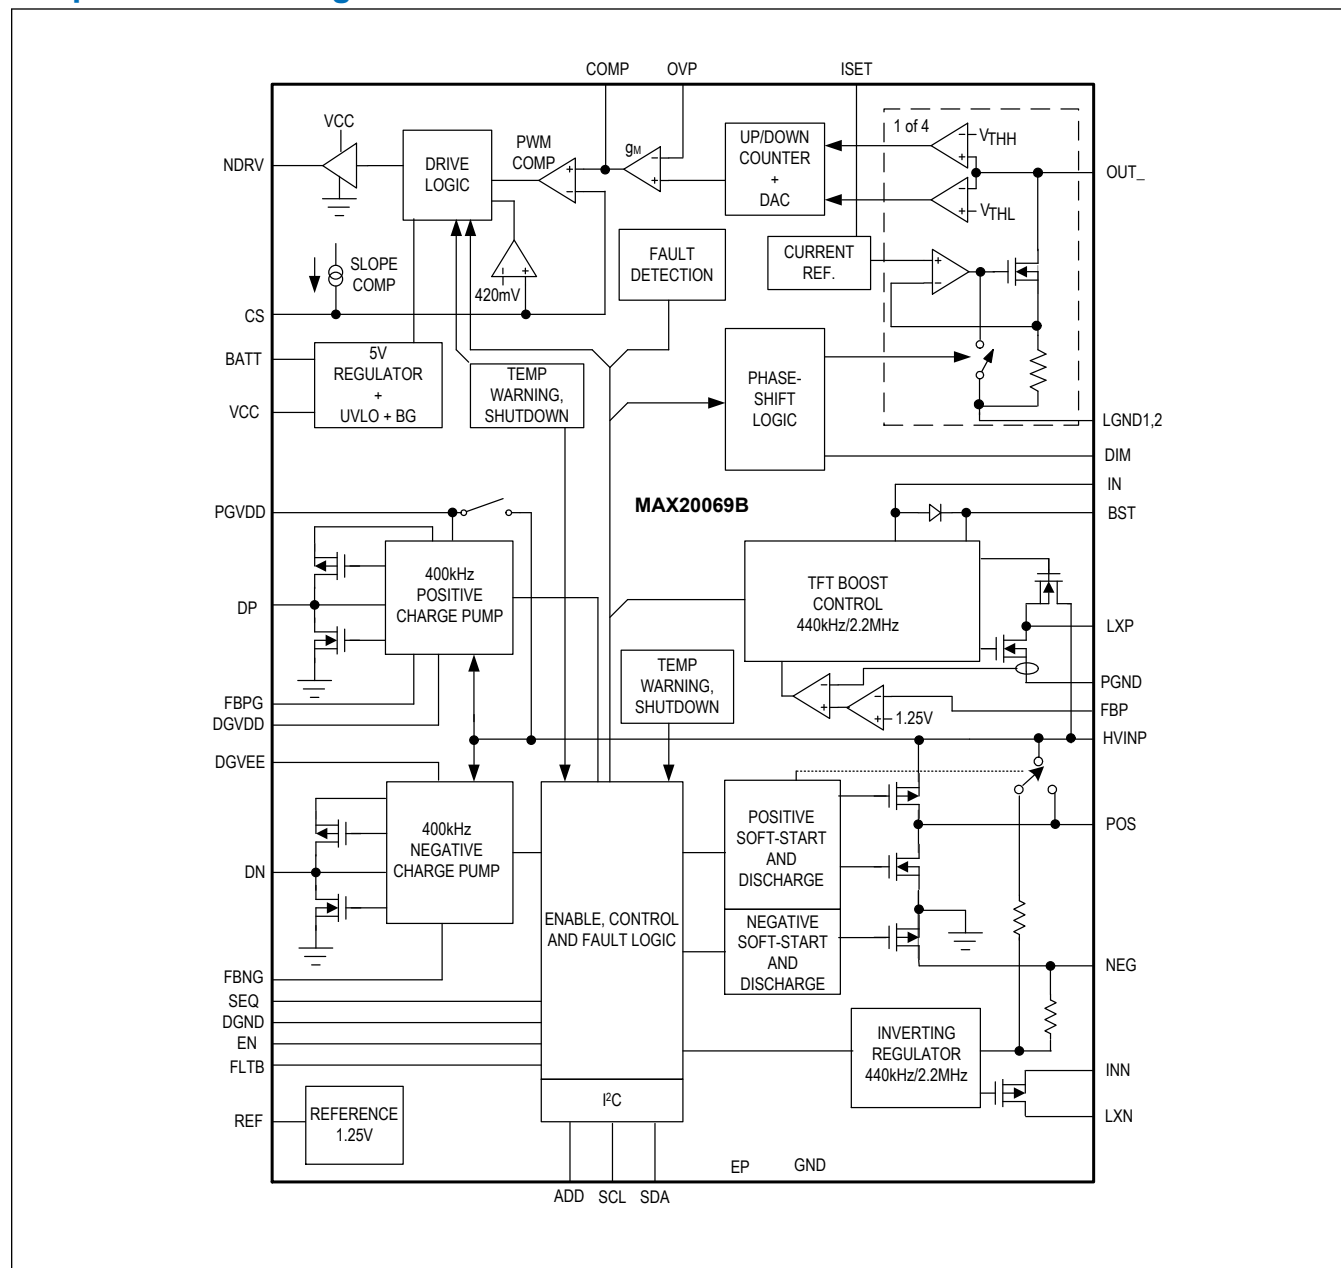 COMP OVP ISET
VCC
NDRV
DRIVE
LOGIC
PWM
COMP
gM
UP/DOWN
COUNTER
+
DAC
1 of 4
VTHH
VTHL
OUT_
SLOPE
COMP
420mV
FAULT
DETECTION
CURRENT
REF.
CS
BATT
VCC
5V
REGULATOR
+
UVLO + BG
TEMP
WARNING,
SHUTDOWN
PHASE-
SHIFT
LOGIC
LGND1,2
DIM
IN
BST
MAX20069B
PGVDD
DP
400kHz
POSITIVE
CHARGE PUMP
TFT BOOST
CONTROL
440kHz/2.2MHz
LXP
PGND
FBP
1.25V
HVINP
TEMP
WARNING,
SHUTDOWN
FBPG
DGVDD
DGVEE
DN
400kHz
NEGATIVE
CHARGE PUMP
ENABLE, CONTROL
AND FAULT LOGIC
POSITIVE
SOFT-START
AND
DISCHARGE
NEGATIVE
SOFT-START
AND
DISCHARGE
POS
NEG
FBNG
SEQ
DGND
EN
FLTB
INVERTING
REGULATOR
440kHz/2.2MHz
INN
LXN
REF
REFERENCE
1.25V
I2C
EP GND
ADD SCL SDA